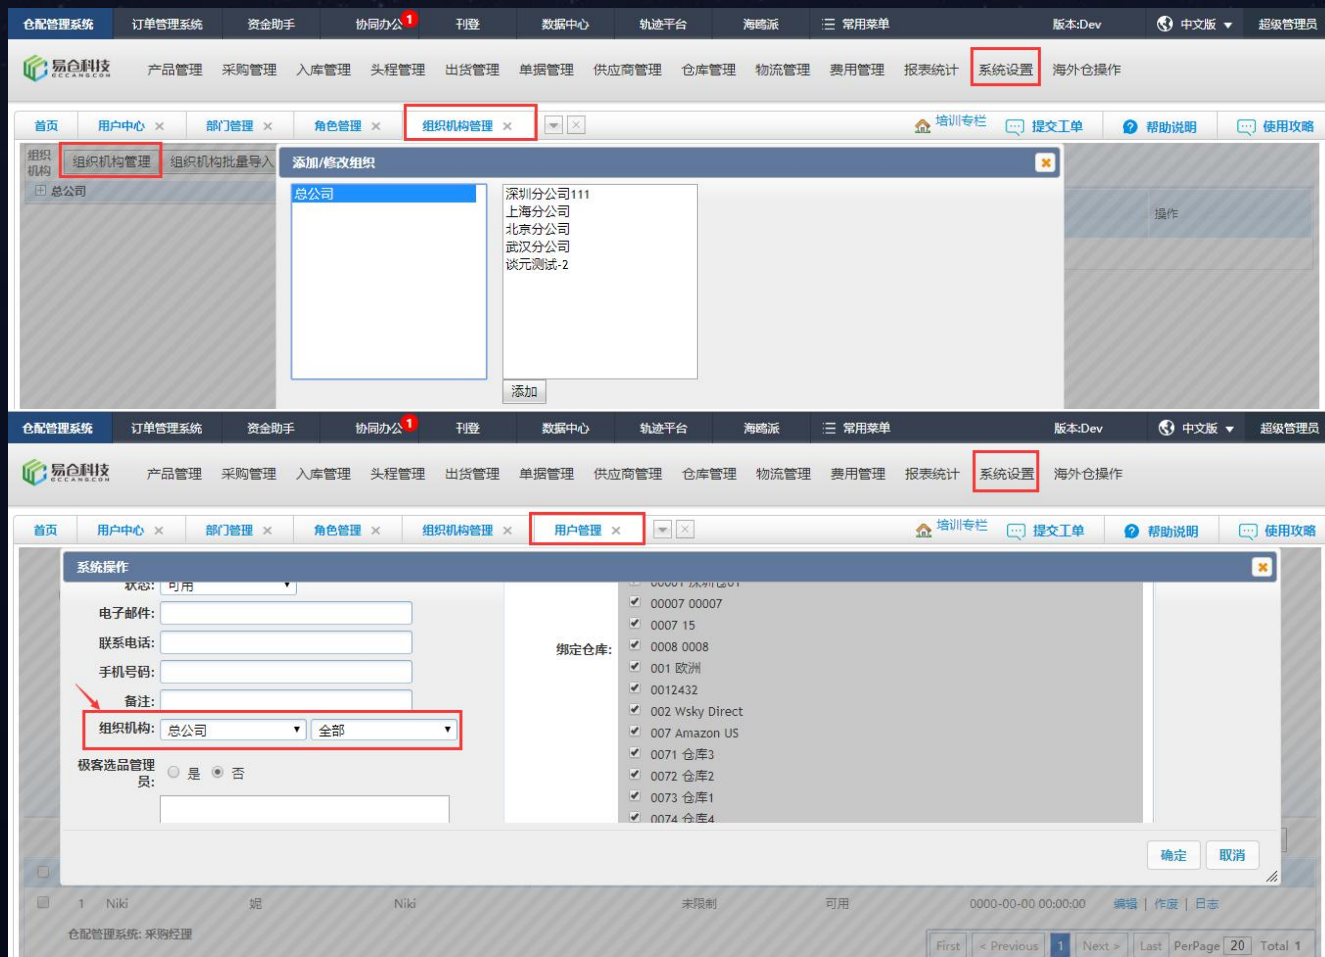 仓配管理系统 订单管理系统 资金助手 协同办公 1 刊登 数据中心 轨迹平台 海鸥派 常用菜单 版本:Dev 中文版 超级管理员
易仓科技 产品管理 采购管理 入库管理 头程管理 出货管理 单据管理 供应商管理 仓库管理 物流管理 费用管理 报表统计 系统设置 海外仓操作
ECCANG.COM
首页 用户中心 部门管理 角色管理 组织机构管理 培训专栏 提交工单 帮助说明 使用攻略
组织机构 组织机构管理 组织机构批量导入 添加/修改组织
总公司 总公司 深圳分公司111 操作
上海分公司
北京分公司
武汉分公司
谈元测试-2
添加
仓配管理系统 订单管理系统 资金助手 协同办公 1 刊登 数据中心 轨迹平台 海鸥派 常用菜单 版本:Dev 中文版 超级管理员
易仓科技 产品管理 采购管理 入库管理 头程管理 出货管理 单据管理 供应商管理 仓库管理 物流管理 费用管理 报表统计 系统设置 海外仓操作
ECCANG.COM
首页 用户中心 部门管理 角色管理 组织机构管理 用户管理 培训专栏 提交工单 帮助说明 使用攻略
系统操作
状态: 可用 00001 深圳仓01
电子邮件: 00007 00007
0007 15
联系电话: 绑定仓库: 0008 0008
手机号码: 001 欧洲
0012432
备注: 002 Wsky Direct
组织机构: 总公司 全部 007 Amazon US
0071 仓库3
极客选品管理员: 是 否 0072 仓库2
0073 仓库1
0074 仓库4
确定 取消
1 Niki 妮 Niki 未限制 可用 0000-00-00 00:00:00 编辑 | 作废 | 日志
仓配管理系统: 采购经理
First < Previous 1 Next > Last PerPage 20 Total 1